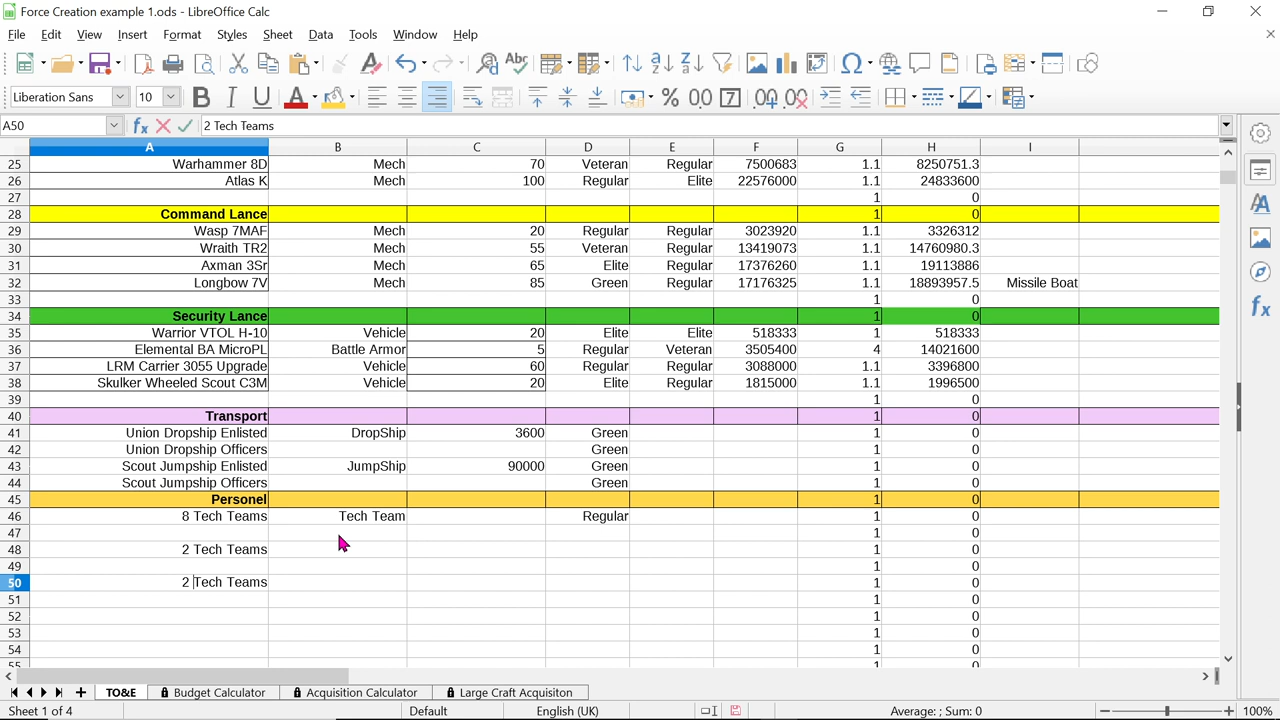 Force Creation example 1.ods - LibreOffice Calc
File Edit View Insert Format Styles Sheet Data Tools Window Help
Liberation Sans 10
A50 2 Tech Teams
A B C D E F G H I
25 Warhammer 8D Mech 70 Veteran Regular 7500683 1.1 8250751.3
26 Atlas K Mech 100 Regular Elite 22576000 1.1 24833600
27 1 0
28 Command Lance 1 0
29 Wasp 7MAF Mech 20 Regular Regular 3023920 1.1 3326312
30 Wraith TR2 Mech 55 Veteran Regular 13419073 1.1 14760980.3
31 Axman 3Sr Mech 65 Elite Regular 17376260 1.1 19113886
32 Longbow 7V Mech 85 Green Regular 17176325 1.1 18893957.5 Missile Boat
33 1 0
34 Security Lance 1 0
35 Warrior VTOL H-10 Vehicle 20 Elite Elite 518333 1 518333
36 Elemental BA MicroPL Battle Armor 5 Regular Veteran 3505400 4 14021600
37 LRM Carrier 3055 Upgrade Vehicle 60 Regular Regular 3088000 1.1 3396800
38 Skulker Wheeled Scout C3M Vehicle 20 Elite Regular 1815000 1.1 1996500
39 1 0
40 Transport 1 0
41 Union Dropship Enlisted DropShip 3600 Green 1 0
42 Union Dropship Officers Green 1 0
43 Scout Jumpship Enlisted JumpShip 90000 Green 1 0
44 Scout Jumpship Officers Green 1 0
45 Personel 1 0
46 8 Tech Teams Tech Team Regular 1 0
47 1 0
48 2 Tech Teams 1 0
49 1 0
50 2 Tech Teams 1 0
51 1 0
52 1 0
53 1 0
54 1 0
55 1 0
TO&E Budget Calculator Acquisition Calculator Large Craft Acquisiton
Sheet 1 of 4 Default English (UK) Average: ; Sum: 0 100%